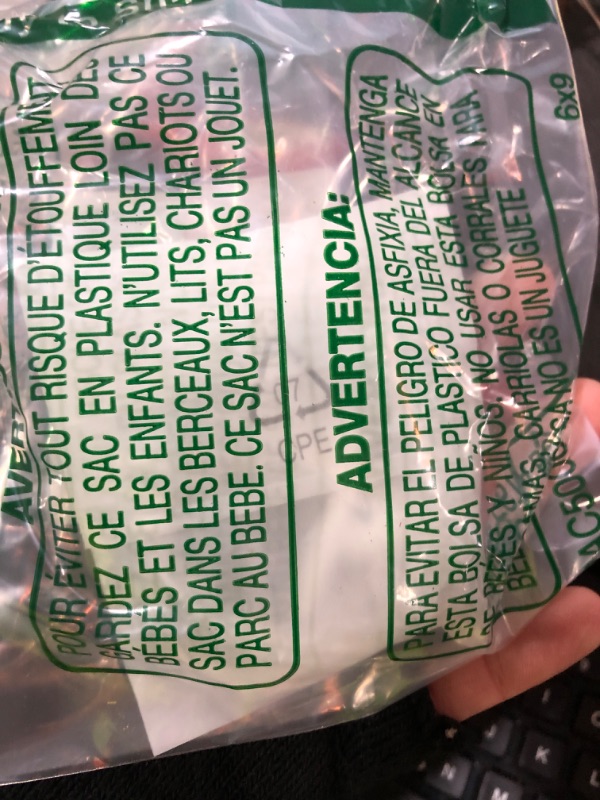 POUR ÉVITER TOUT RISQUE D'ÉTOUFFEMENT
GARDEZ CE SAC EN PLASTIQUE LOIN DES
BÉBÉS ET LES ENFANTS. N'UTILISEZ PAS CE
SAC DANS LES BERCEAUX, LITS, CHARIOTS OU
PARC AU BEBE. CE SAC N'EST PAS UN JOUET.
07
CPE
ADVERTENCIA:
PARA EVITAR EL PELIGRO DE ASFIXIA, MANTENGA
ESTA BOLSA DE PLASTICO FUERA DEL ALCANCE
DE BEBES Y NIÑOS, NO USAR ESTA BOLSA EN
CARRIOLAS O CORRALES PARA
NO ES UN JUGUETE
6x9
AC50
J
K
L
N
M